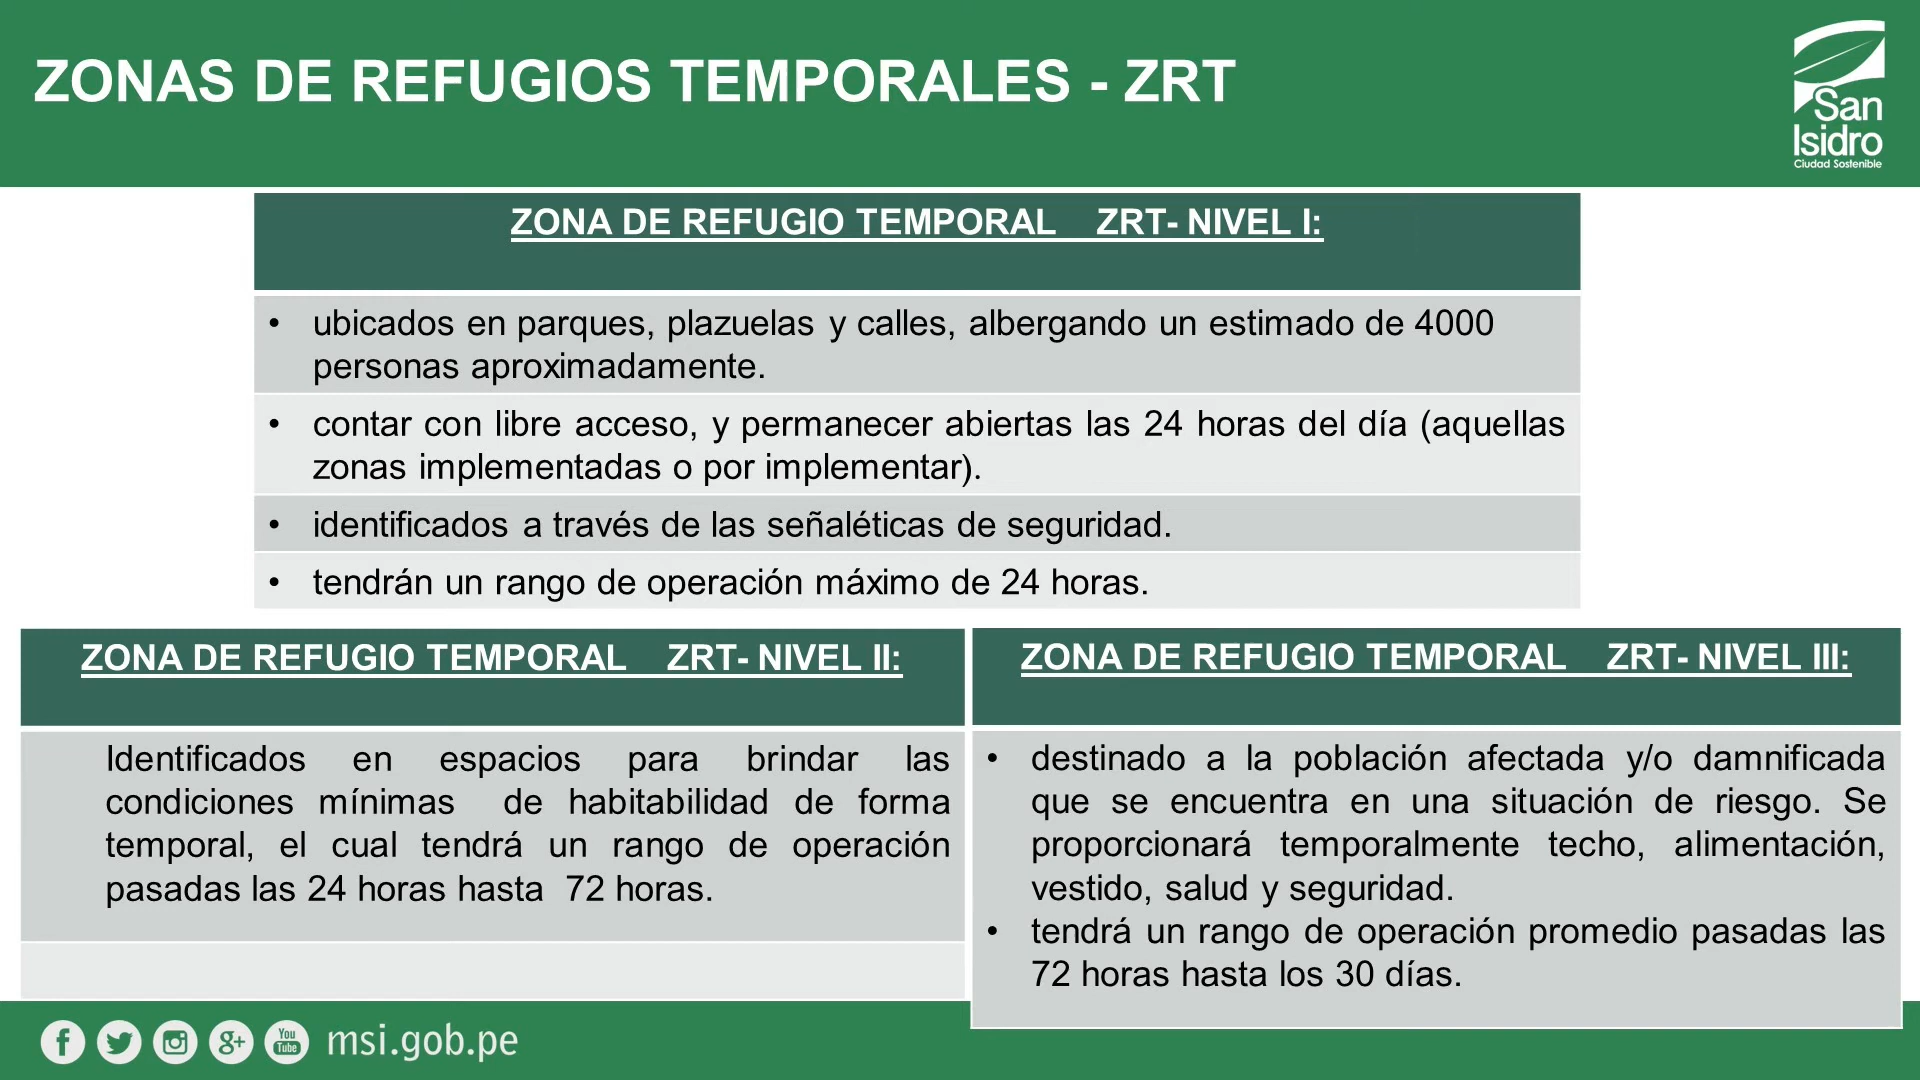 ZONAS DE REFUGIOS TEMPORALES - ZRT
San
Isidro
Ciudad Sostenible
ZONA DE REFUGIO TEMPORAL ZRT- NIVEL I:
• ubicados en parques, plazuelas y calles, albergando un estimado de 4000
personas aproximadamente.
• contar con libre acceso, y permanecer abiertas las 24 horas del día (aquellas
zonas implementadas o por implementar).
• identificados a través de las señaléticas de seguridad.
• tendrán un rango de operación máximo de 24 horas.
ZONA DE REFUGIO TEMPORAL ZRT- NIVEL II:
Identificados en espacios para brindar las
condiciones mínimas de habitabilidad de forma
temporal, el cual tendrá un rango de operación
pasadas las 24 horas hasta 72 horas.
ZONA DE REFUGIO TEMPORAL ZRT- NIVEL III:
• destinado a la población afectada y/o damnificada
que se encuentra en una situación de riesgo. Se
proporcionará temporalmente techo, alimentación,
vestido, salud y seguridad.
• tendrá un rango de operación promedio pasadas las
72 horas hasta los 30 días.
f
g+
You
Tube
msi.gob.pe